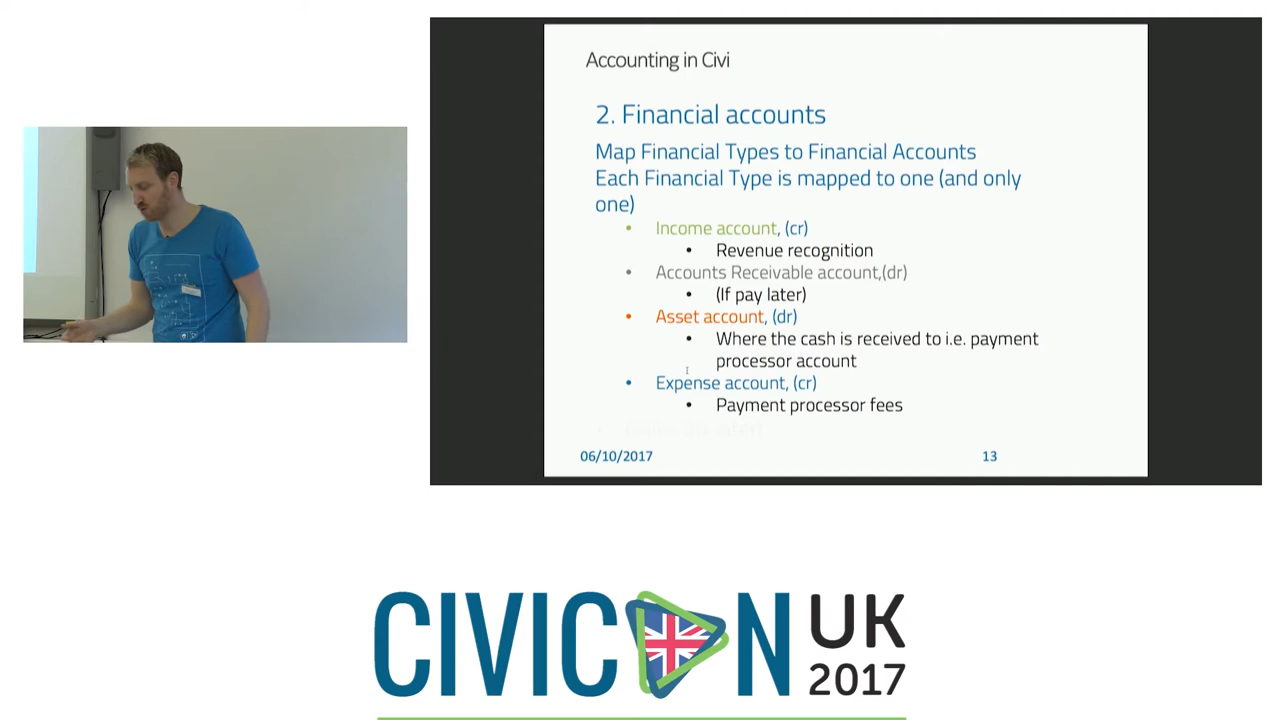 Accounting in Civi
2. Financial accounts
Map Financial Types to Financial Accounts
Each Financial Type is mapped to one (and only
one)
• Income account, (cr)
• Revenue recognition
• Accounts Receivable account,(dr)
• (If pay later)
• Asset account, (dr)
• Where the cash is received to i.e. payment
processor account
• Expense account, (cr)
• Payment processor fees
06/10/2017
13
CIVICON UK
2017